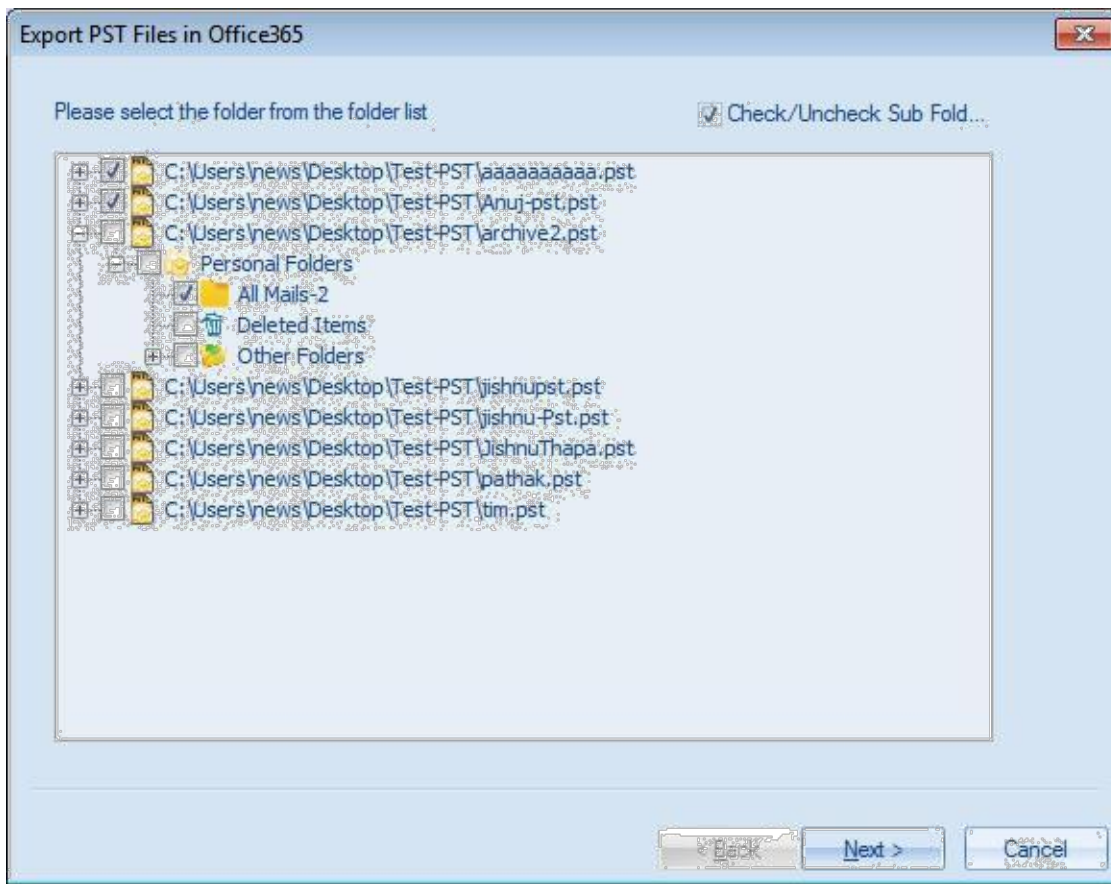 Export PST Files in Office365
Please select the folder from the folder list
Check/Uncheck Sub Fold...
C:\Users\news\Desktop\Test-PST\aaaaaaaaaa.pst
C:\Users\news\Desktop\Test-PST\Anuj-pst.pst
C:\Users\news\Desktop\Test-PST\archive2.pst
Personal Folders
All Mails-2
Deleted Items
Other Folders
C:\Users\news\Desktop\Test-PST\jishnupst.pst
C:\Users\news\Desktop\Test-PST\jishnu-Pst.pst
C:\Users\news\Desktop\Test-PST\JishnuThapa.pst
C:\Users\news\Desktop\Test-PST\pathak.pst
C:\Users\news\Desktop\Test-PST\tim.pst
< Back
Next >
Cancel